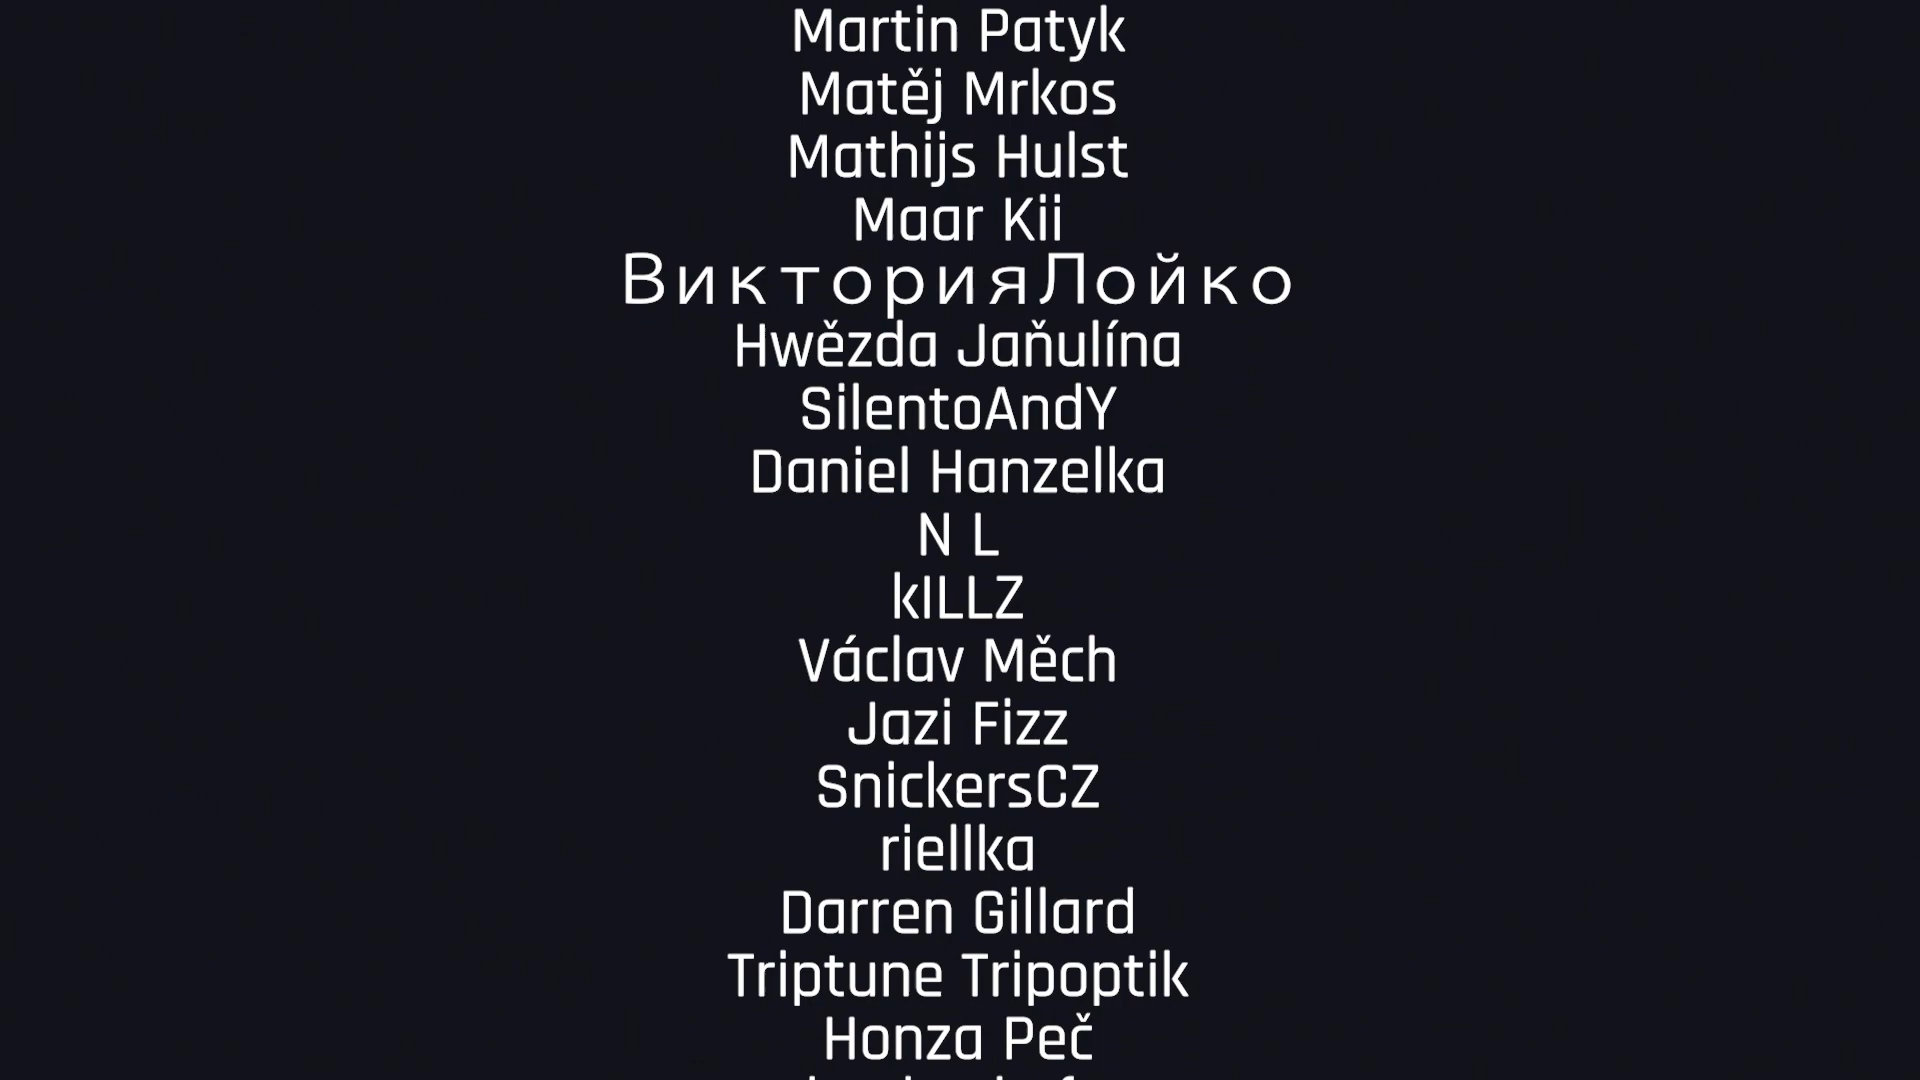 Martin Patyk
Matěj Mrkos
Mathijs Hulst
Maar Kii
ВикторияЛойко
Hwězda Jaňulína
SilentoAndY
Daniel Hanzelka
N L
kILLZ
Václav Měch
Jazi Fizz
SnickersCZ
riellka
Darren Gillard
Triptune Tripoptik
Honza Peč